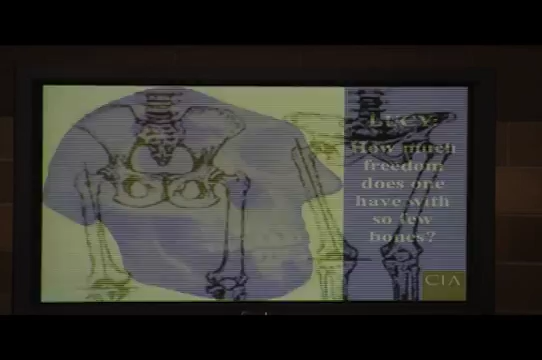 LUCY:
How much
freedom
does one
have with
so few
bones?
CIA